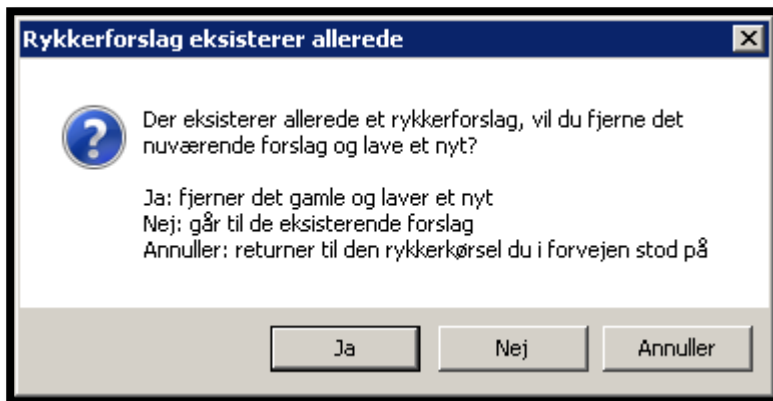 Rykkerforslag eksisterer allerede
Der eksisterer allerede et rykkerforslag, vil du fjerne det
nuværende forslag og lave et nyt?
Ja: fjerner det gamle og laver et nyt
Nej: går til de eksisterende forslag
Annuller: returner til den rykkerkørsel du i forvejen stod på
Ja
Nej
Annuller